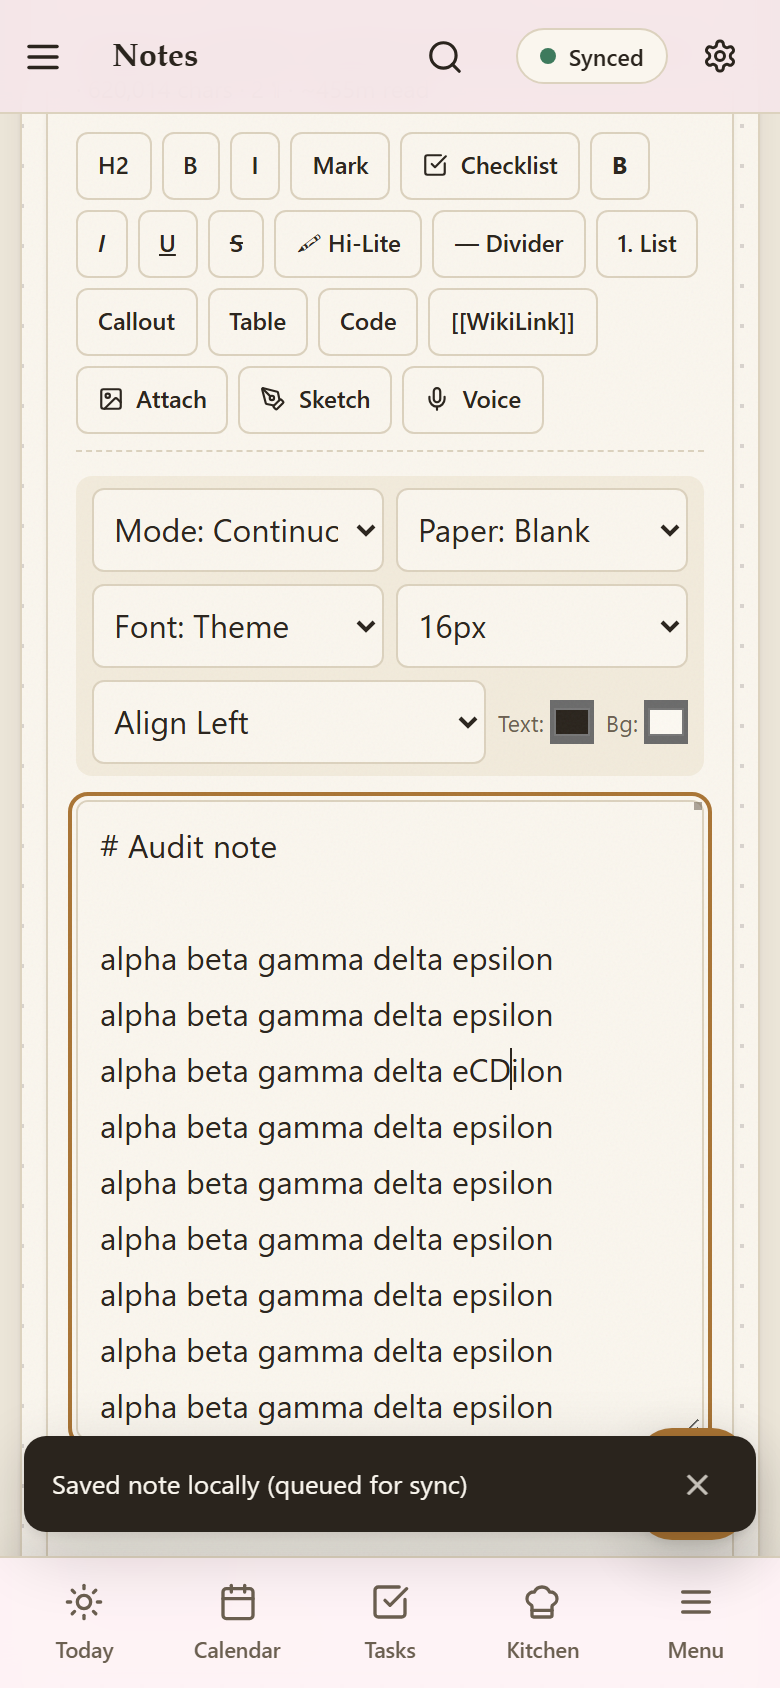 Notes
Synced
H2 B I Mark Checklist B
I U S Hi-Lite — Divider 1. List
Callout Table Code [[WikiLink]]
Attach Sketch Voice
Mode: Continuc Paper: Blank
Font: Theme 16px
Align Left Text: Bg:
# Audit note
alpha beta gamma delta epsilon
alpha beta gamma delta epsilon
alpha beta gamma delta eCDilon
alpha beta gamma delta epsilon
alpha beta gamma delta epsilon
alpha beta gamma delta epsilon
alpha beta gamma delta epsilon
alpha beta gamma delta epsilon
alpha beta gamma delta epsilon
Saved note locally (queued for sync)
Today Calendar Tasks Kitchen Menu